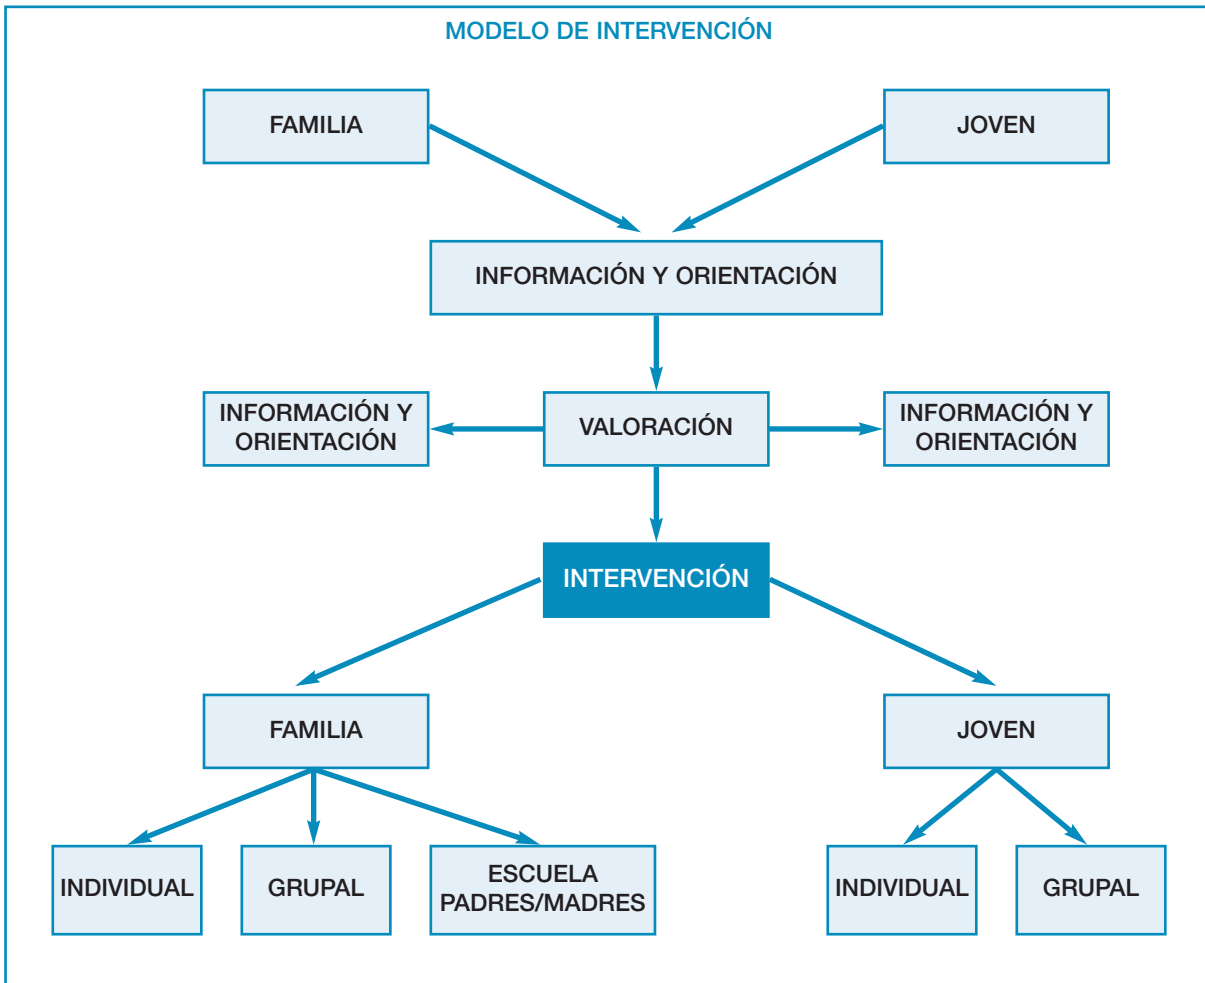 MODELO DE INTERVENCIÓN
FAMILIA
JOVEN
INFORMACIÓN Y ORIENTACIÓN
INFORMACIÓN Y
ORIENTACIÓN
VALORACIÓN
INFORMACIÓN Y
ORIENTACIÓN
INTERVENCIÓN
FAMILIA
JOVEN
INDIVIDUAL
GRUPAL
ESCUELA
PADRES/MADRES
INDIVIDUAL
GRUPAL